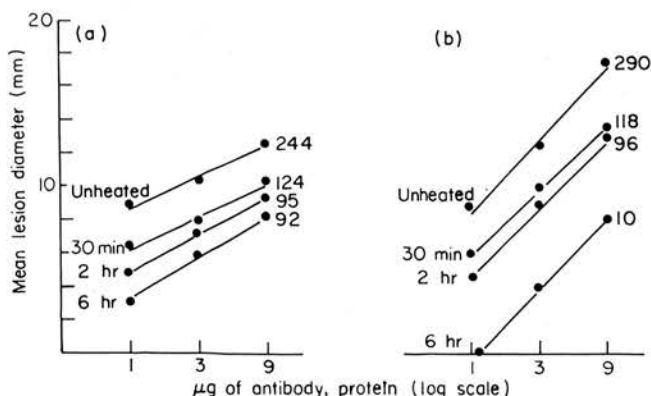 20
(a)
(b)
Mean lesion diameter (mm)
10
Unheated
244
30 min
124
2 hr
95
6 hr
92
Unheated
290
30 min
118
2 hr
96
6 hr
10
1 3 9
1 3 9
µg of antibody, protein (log scale)